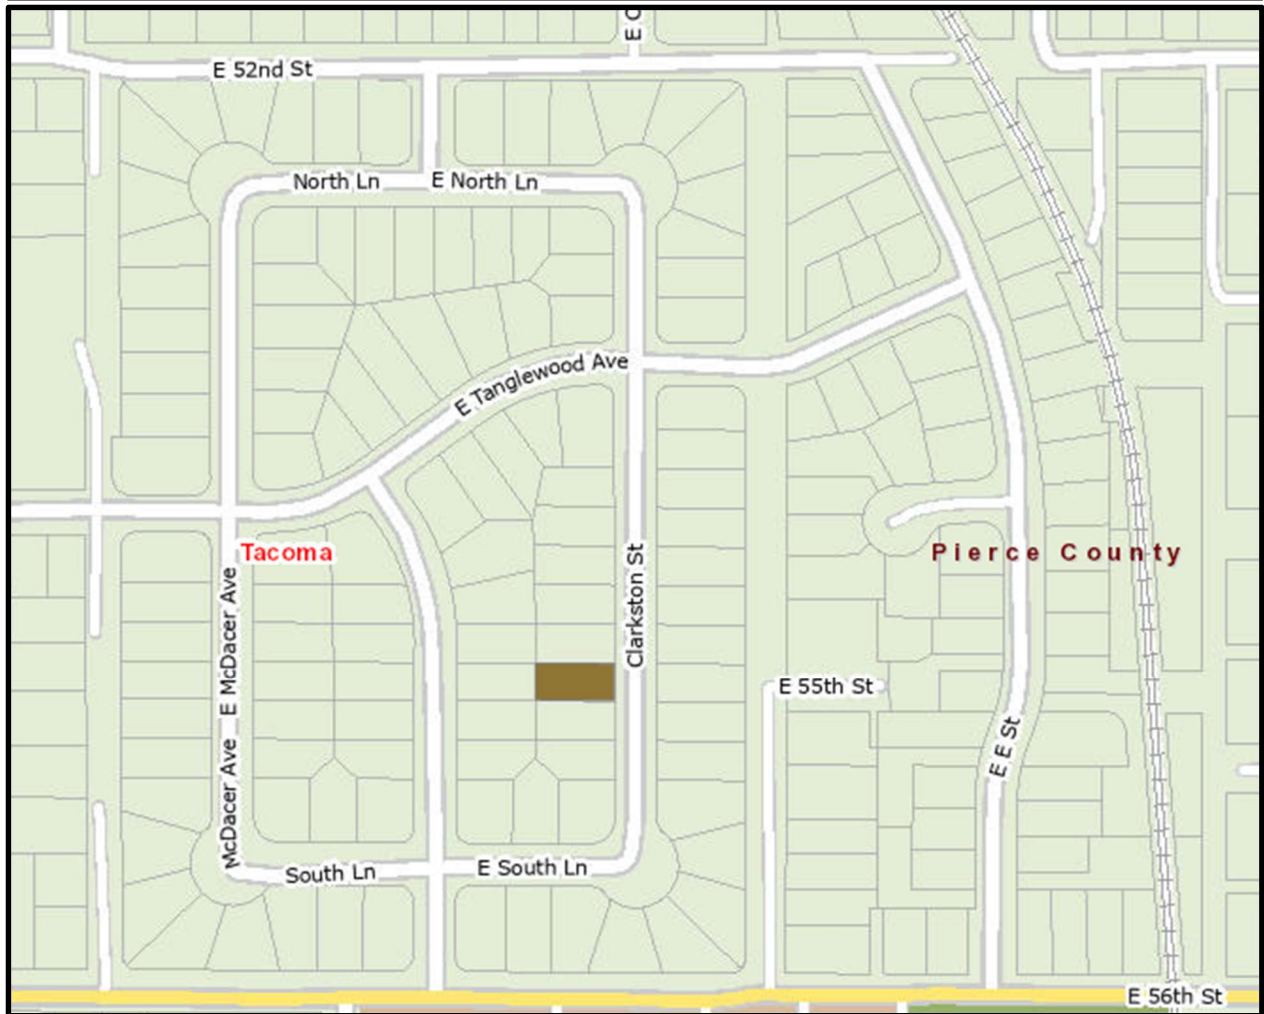 E C
E 52nd St
North Ln
E North Ln
E Tanglewood Ave
Tacoma
Pierce County
Clarkston St
E McDacer Ave
McDacer Ave
E 55th St
E E St
South Ln
E South Ln
E 56th St